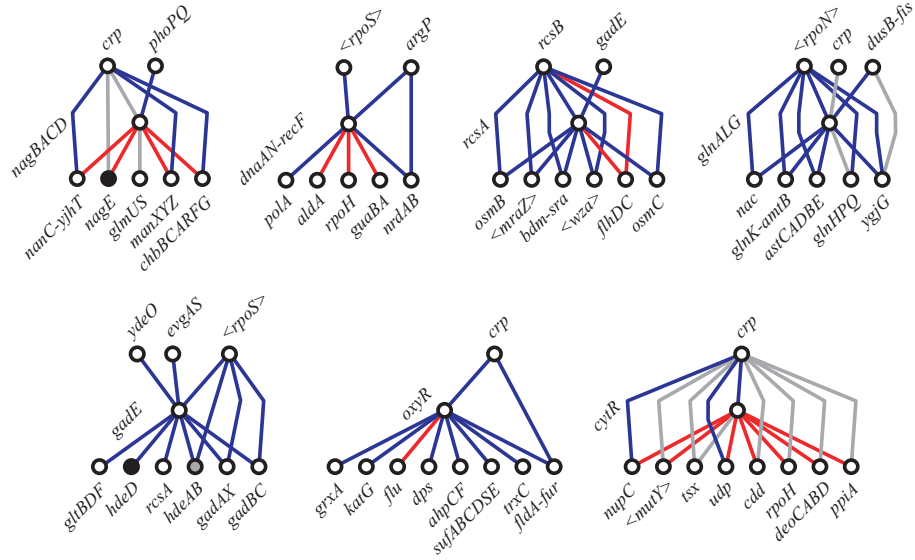 crp
phoPQ
nagBACD
nanC-yjhT
nagE
glmUS
manXYZ
chbBCARFG
<rpoS>
argP
dnaAN-recF
polA
aldA
rpoH
guaBA
nrdAB
rcsB
gadE
rcsA
osmB
<mraZ>
bdm-sra
<wza>
flhDC
osmC
<rpoN>
crp
dusB-fis
glnALG
nac
glnK-amtB
astCADBE
glnHPQ
ygjG
ydeO
evgAS
<rpoS>
gadE
gltBDF
hdeD
rcsA
hdeAB
gadAX
gadBC
crp
oxyR
grxA
katG
flu
dps
ahpCF
sufABCDSE
trxC
fldA-fur
crp
cytR
nupC
<mutY>
tsx
udp
cdd
rpoH
deoCABD
ppiA